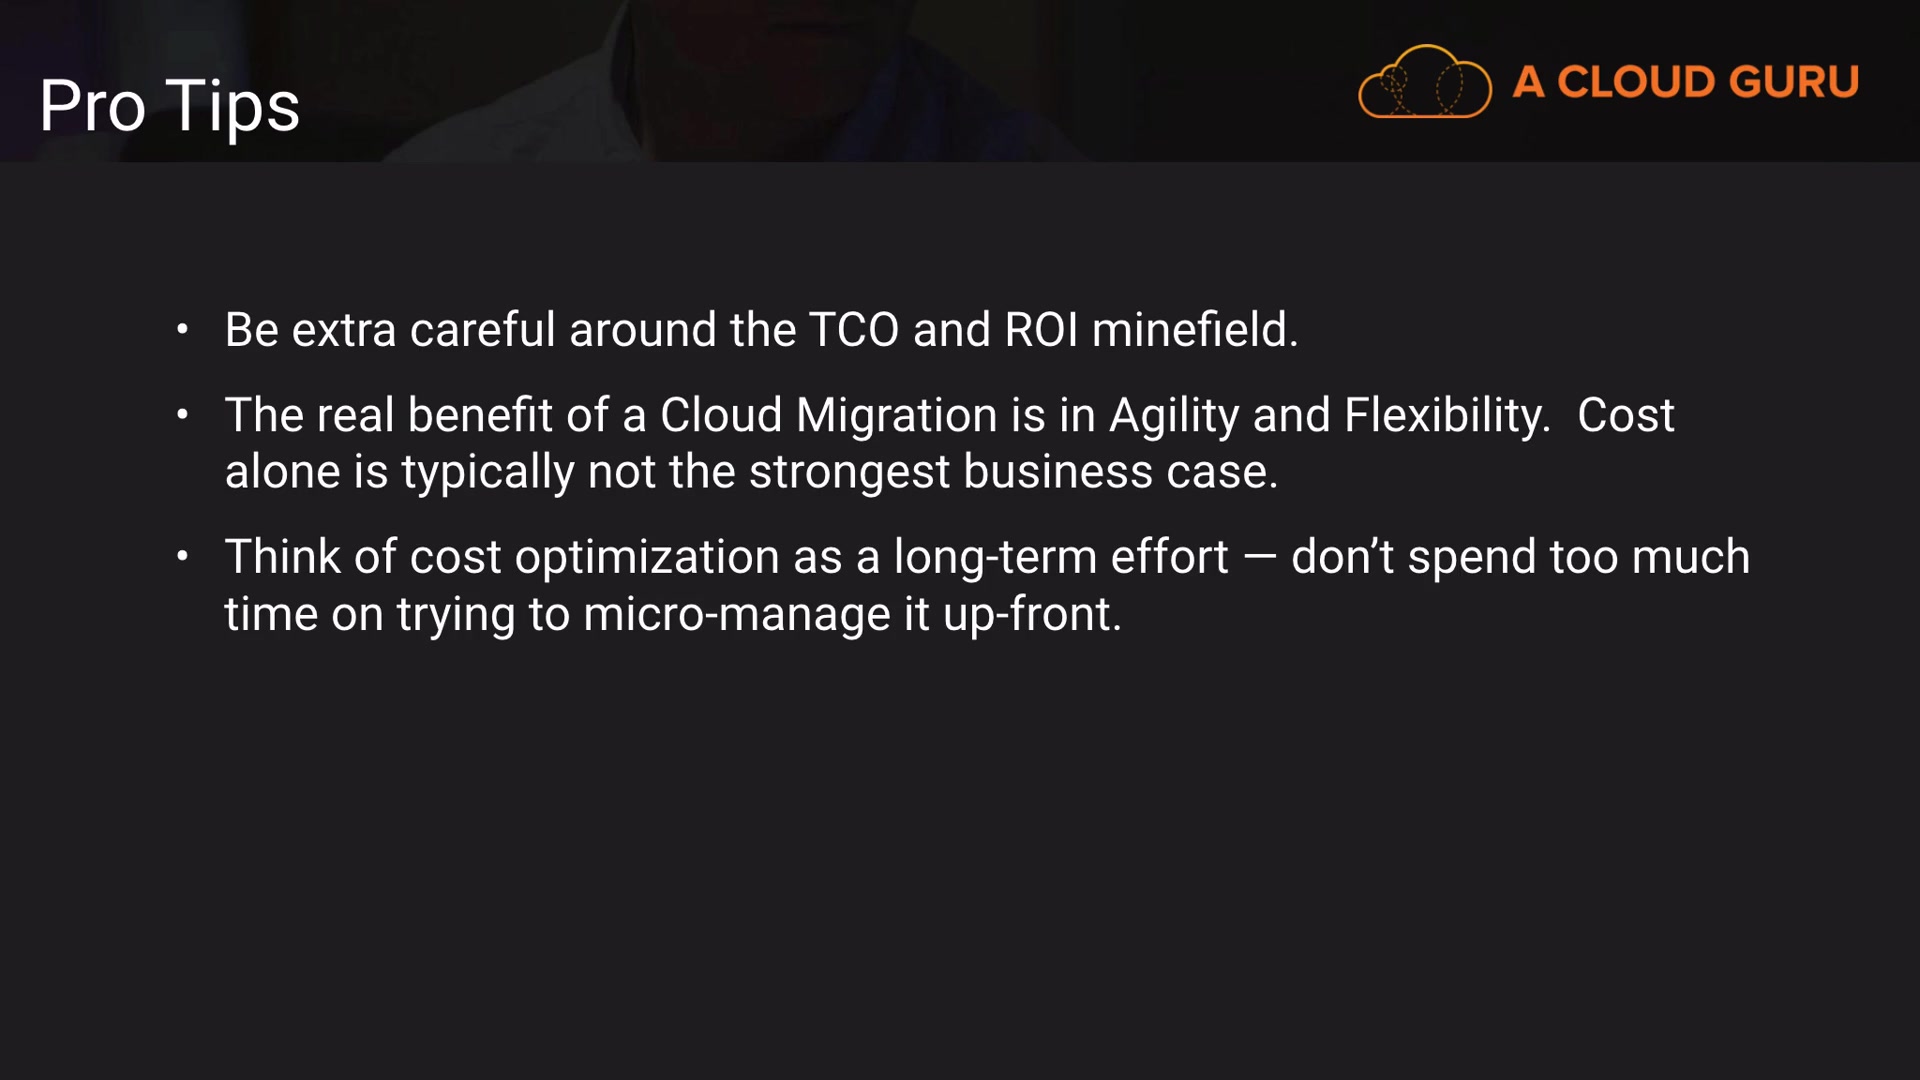 Pro Tips
A CLOUD GURU
• Be extra careful around the TCO and ROI minefield.
• The real benefit of a Cloud Migration is in Agility and Flexibility.  Cost
alone is typically not the strongest business case.
• Think of cost optimization as a long-term effort — don’t spend too much
time on trying to micro-manage it up-front.